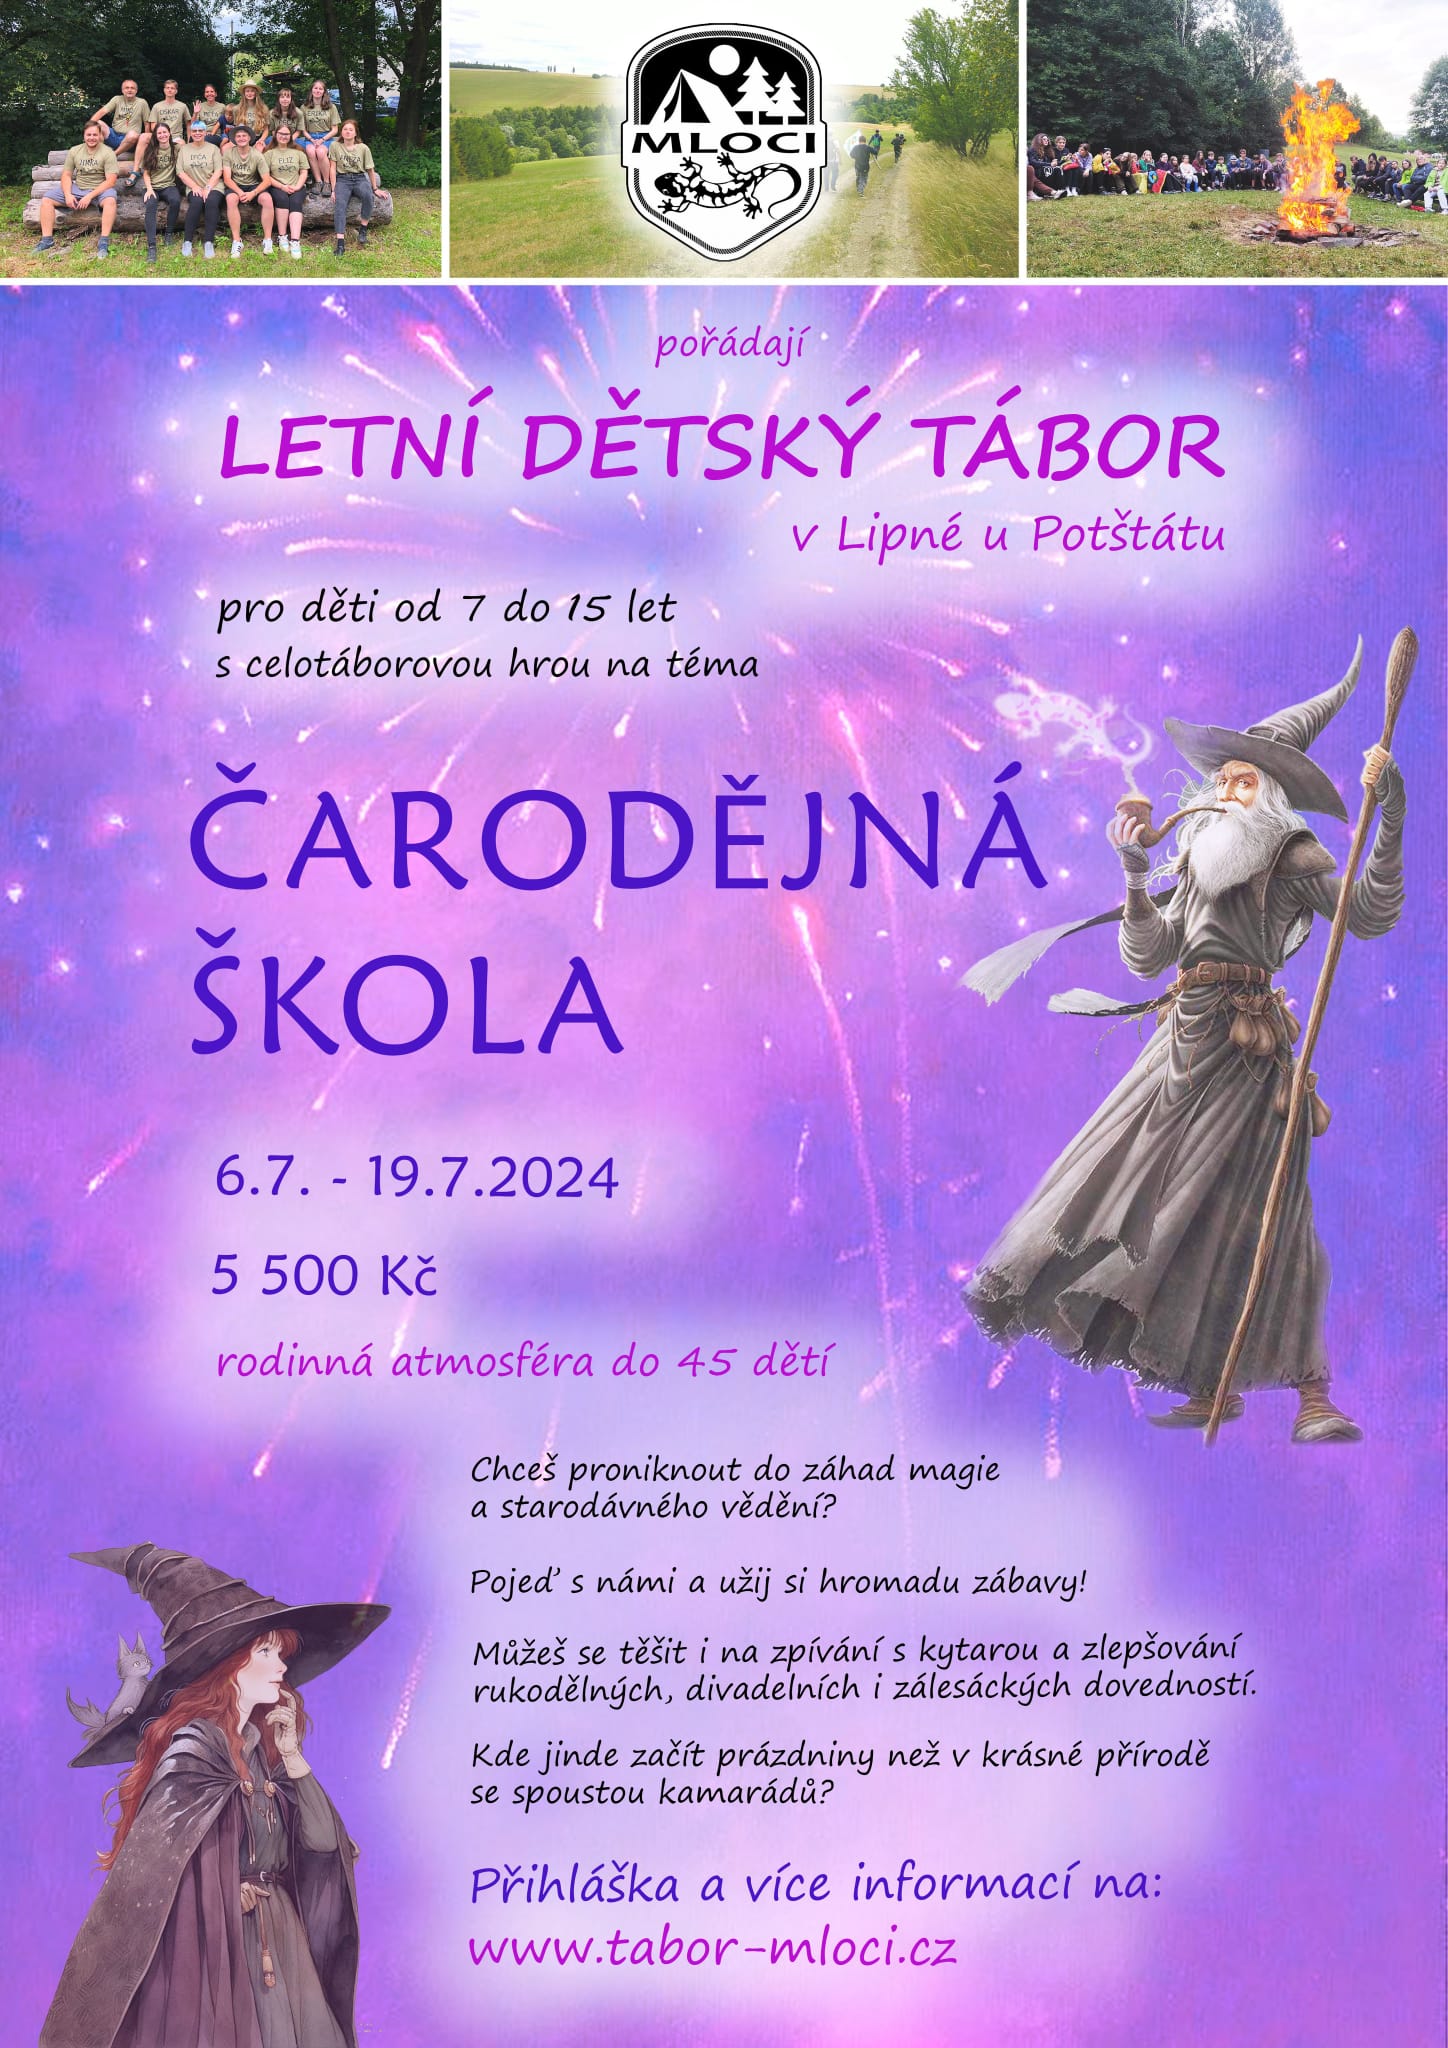 MLOCI
pořádají
LETNÍ DĚTSKÝ TÁBOR
v Lipné u Potštátu
pro děti od 7 do 15 let
s celotáborovou hrou na téma
ČARODĚJNÁ
ŠKOLA
6.7. - 19.7.2024
5 500 Kč
rodinná atmosféra do 45 dětí
Chceš proniknout do záhad magie
a starodávného vědění?
Pojeď s námi a užij si hromadu zábavy!
Můžeš se těšit i na zpívání s kytarou a zlepšování
rukodělných, divadelních i zálesáckých dovedností.
Kde jinde začít prázdniny než v krásné přírodě
se spoustou kamarádů?
Přihláška a více informací na:
www.tabor-mloci.cz